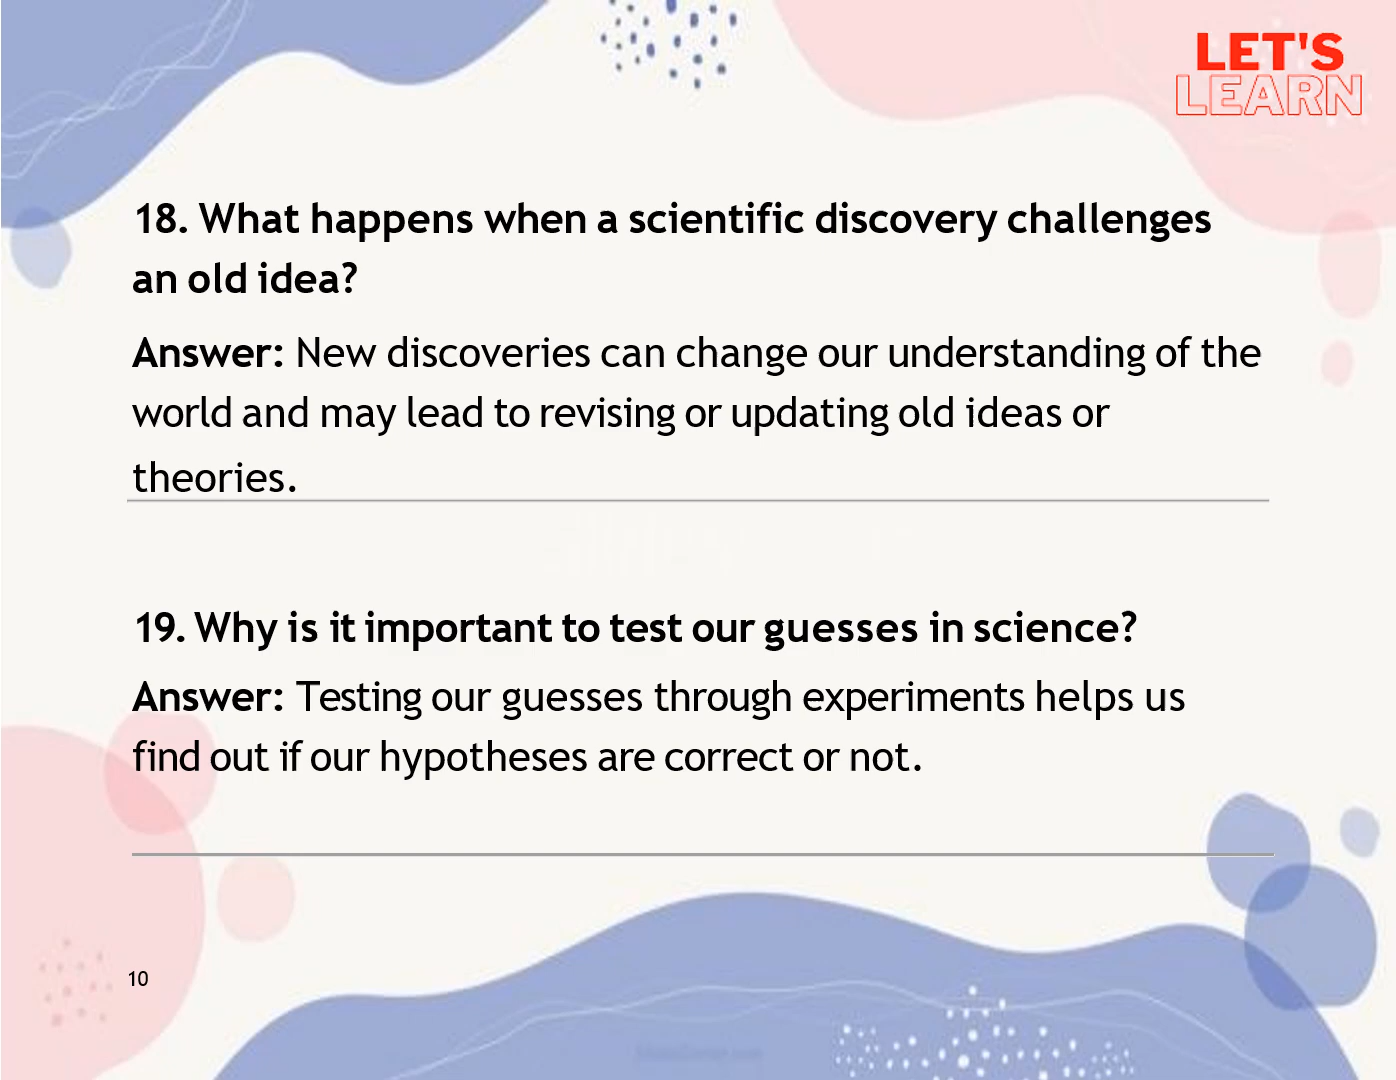 LET'S
LEARN
18. What happens when a scientific discovery challenges
an old idea?
Answer: New discoveries can change our understanding of the
world and may lead to revising or updating old ideas or
theories.
19. Why is it important to test our guesses in science?
Answer: Testing our guesses through experiments helps us
find out if our hypotheses are correct or not.
10